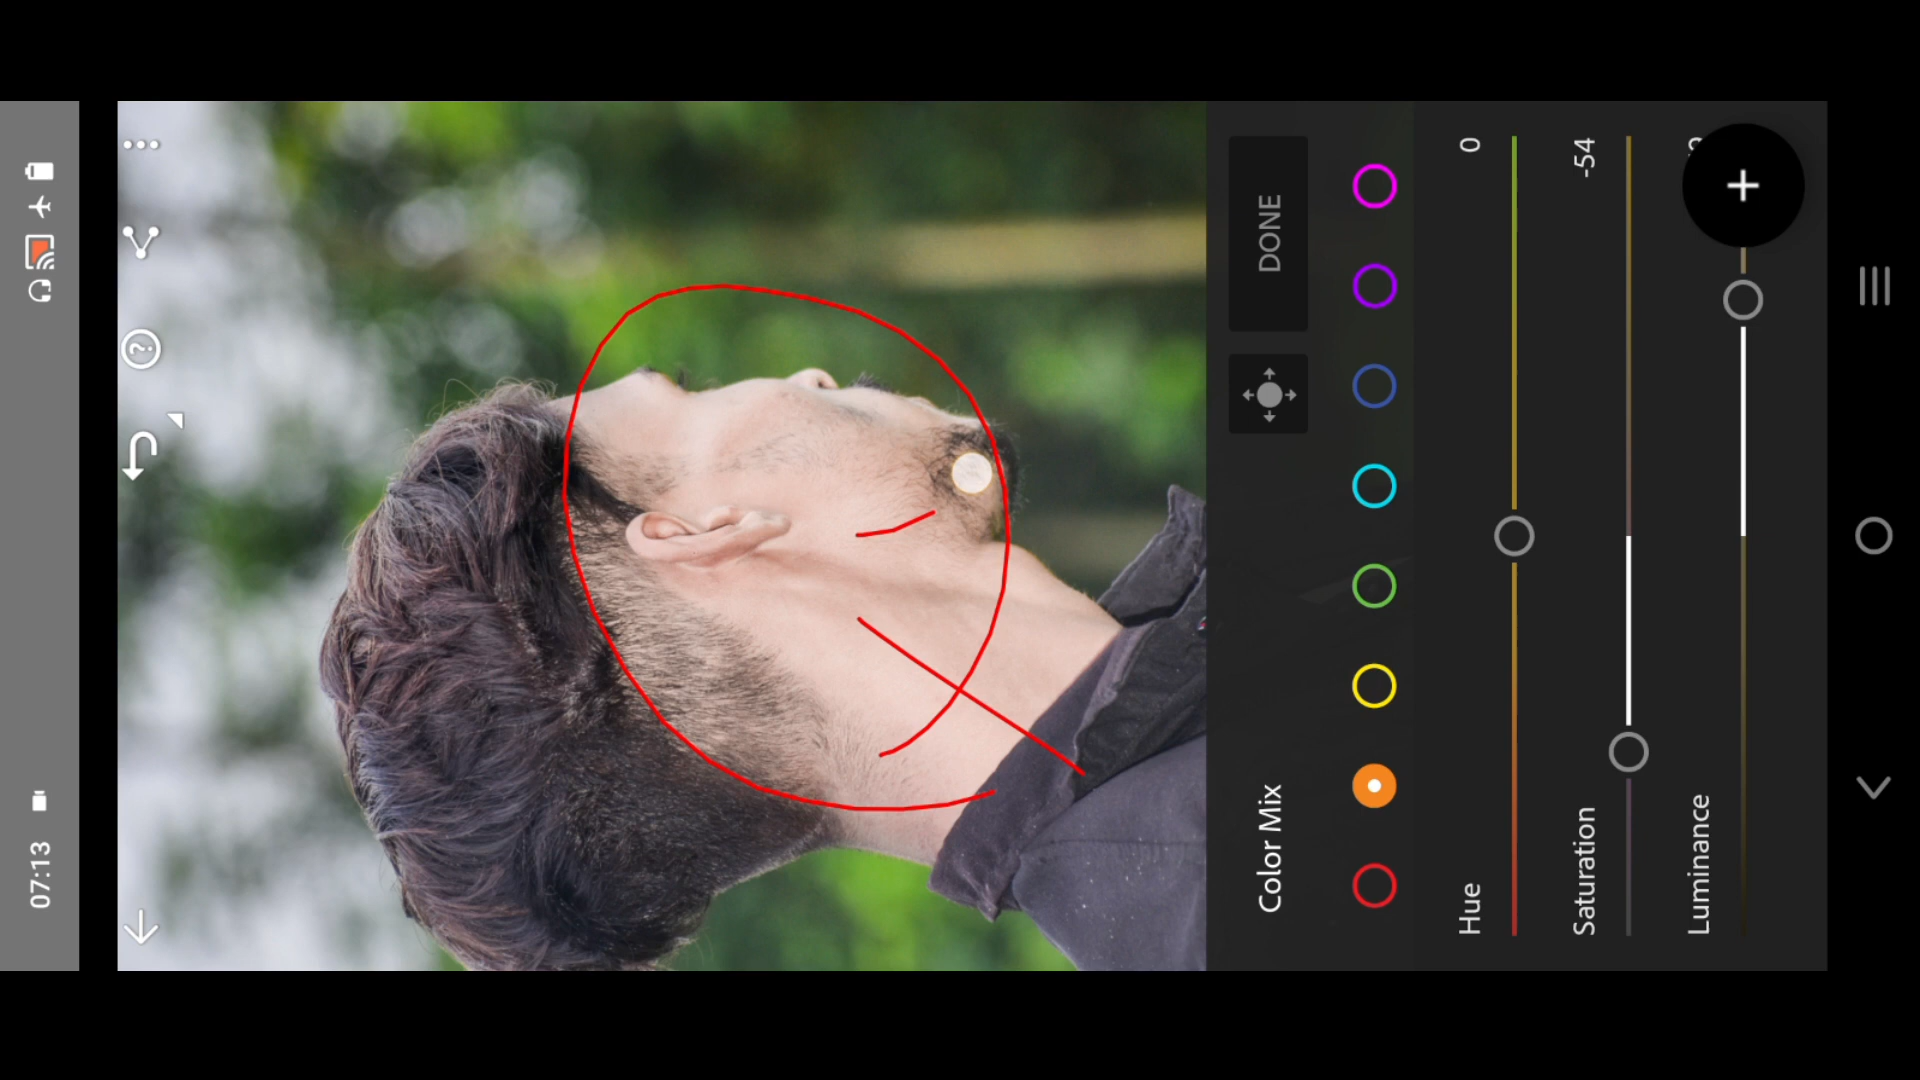 07:13
Color Mix
DONE
Hue 0
Saturation -54
Luminance